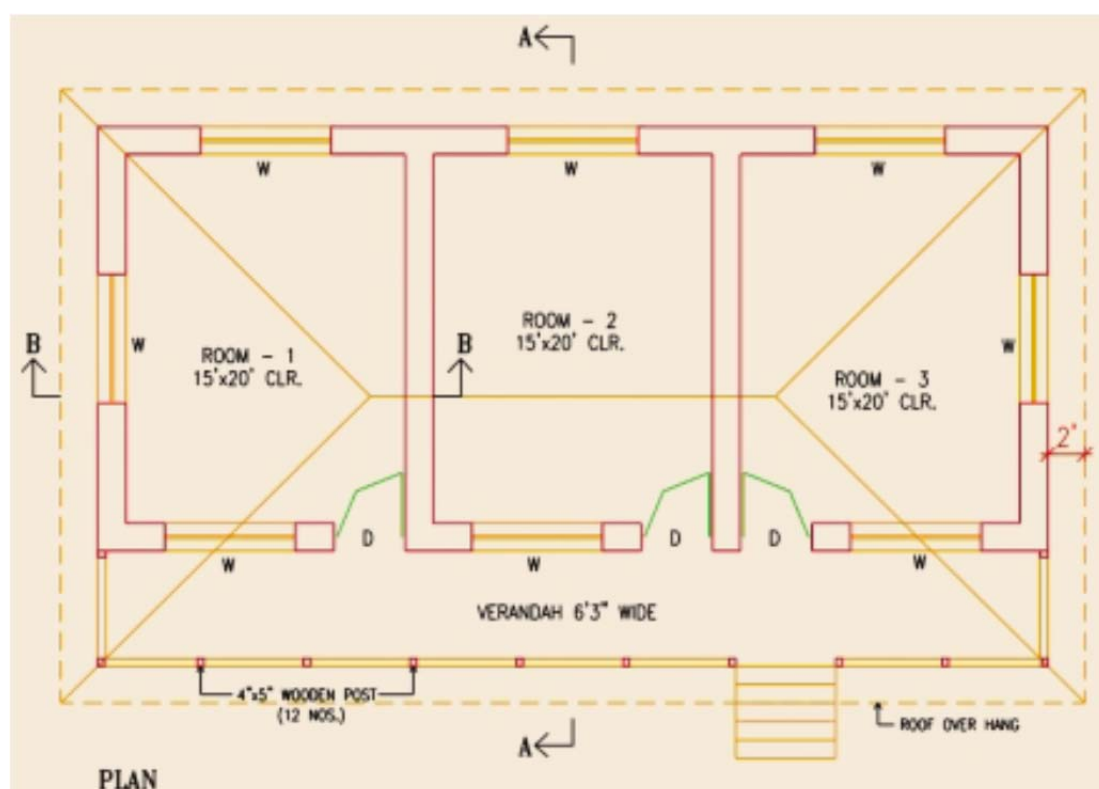 A
W
W
W
B
W
ROOM - 1
15'x20' CLR.
B
ROOM - 2
15'x20' CLR.
W
ROOM - 3
15'x20' CLR.
2'
D
D
D
W
W
W
VERANDAH 6'3" WIDE
4"x5" WOODEN POST
(12 NOS.)
ROOF OVER HANG
A
PLAN